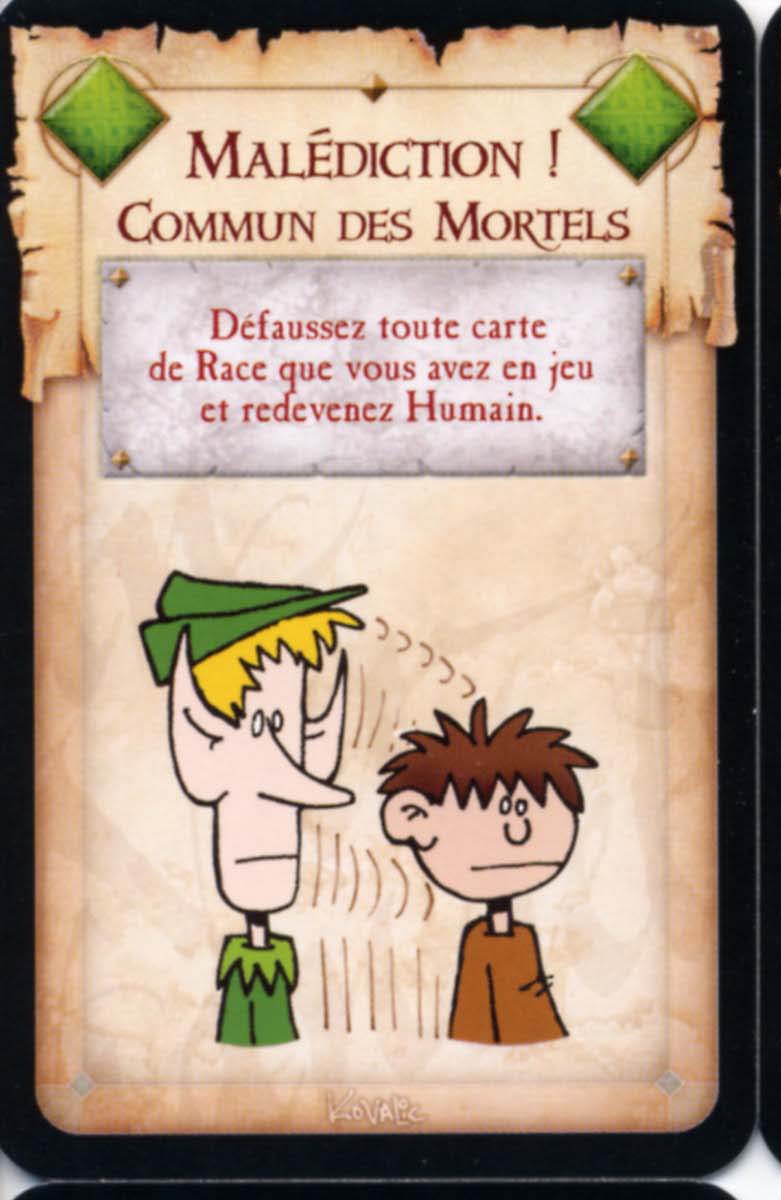 Malédiction !
Commun des Mortels
Défaussez toute carte
de Race que vous avez en jeu
et redevenez Humain.
Kovalic